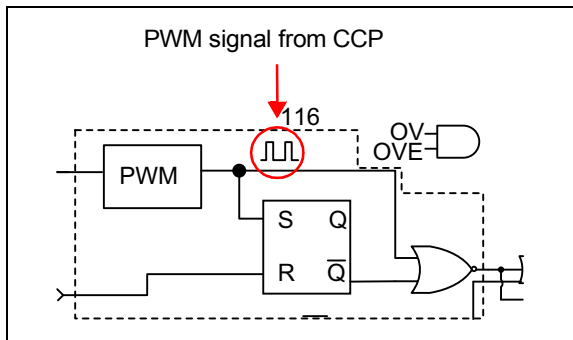 PWM signal from CCP
116
OV
OVE
PWM
S Q
R Q̅